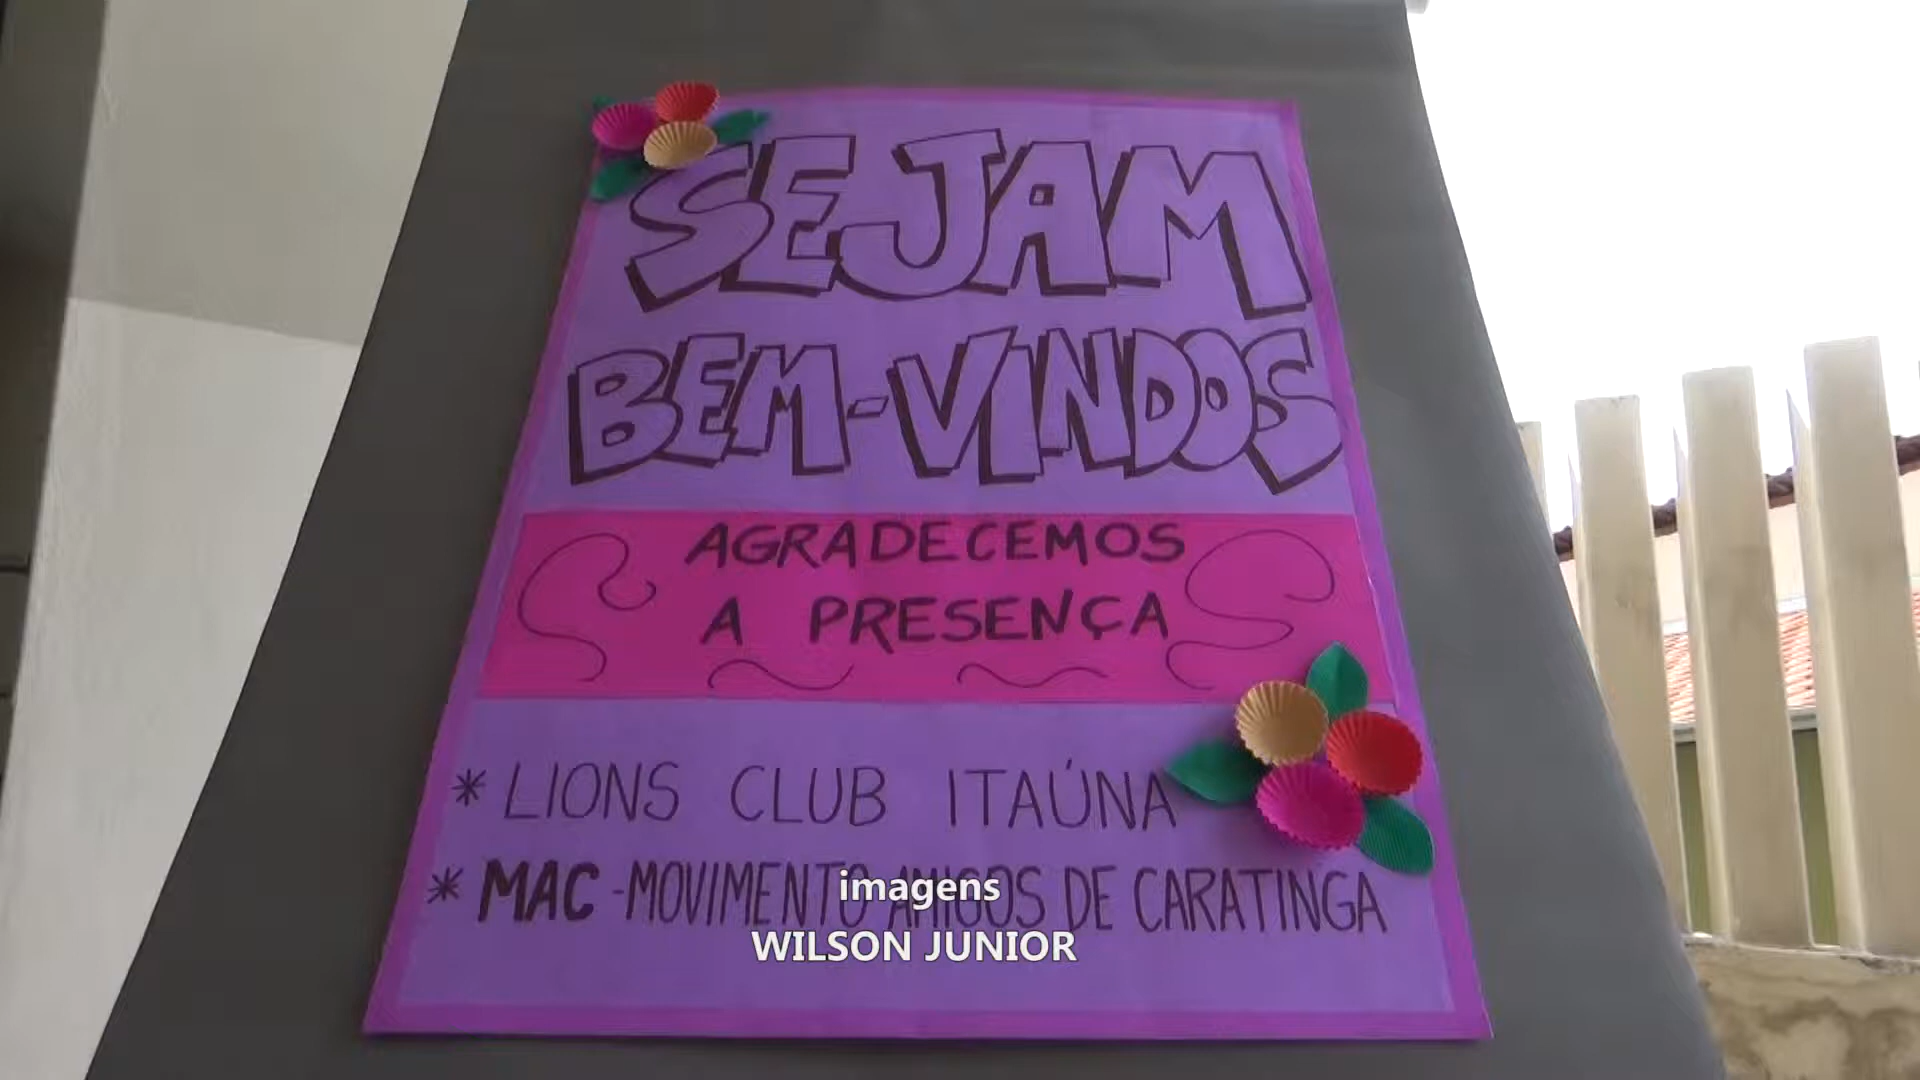 SEJAM
BEM-VINDOS
AGRADECEMOS
A PRESENÇA
* LIONS CLUB ITAÚNA
* MAC - MOVIMENTO AMIGOS DE CARATINGA
imagens
WILSON JUNIOR